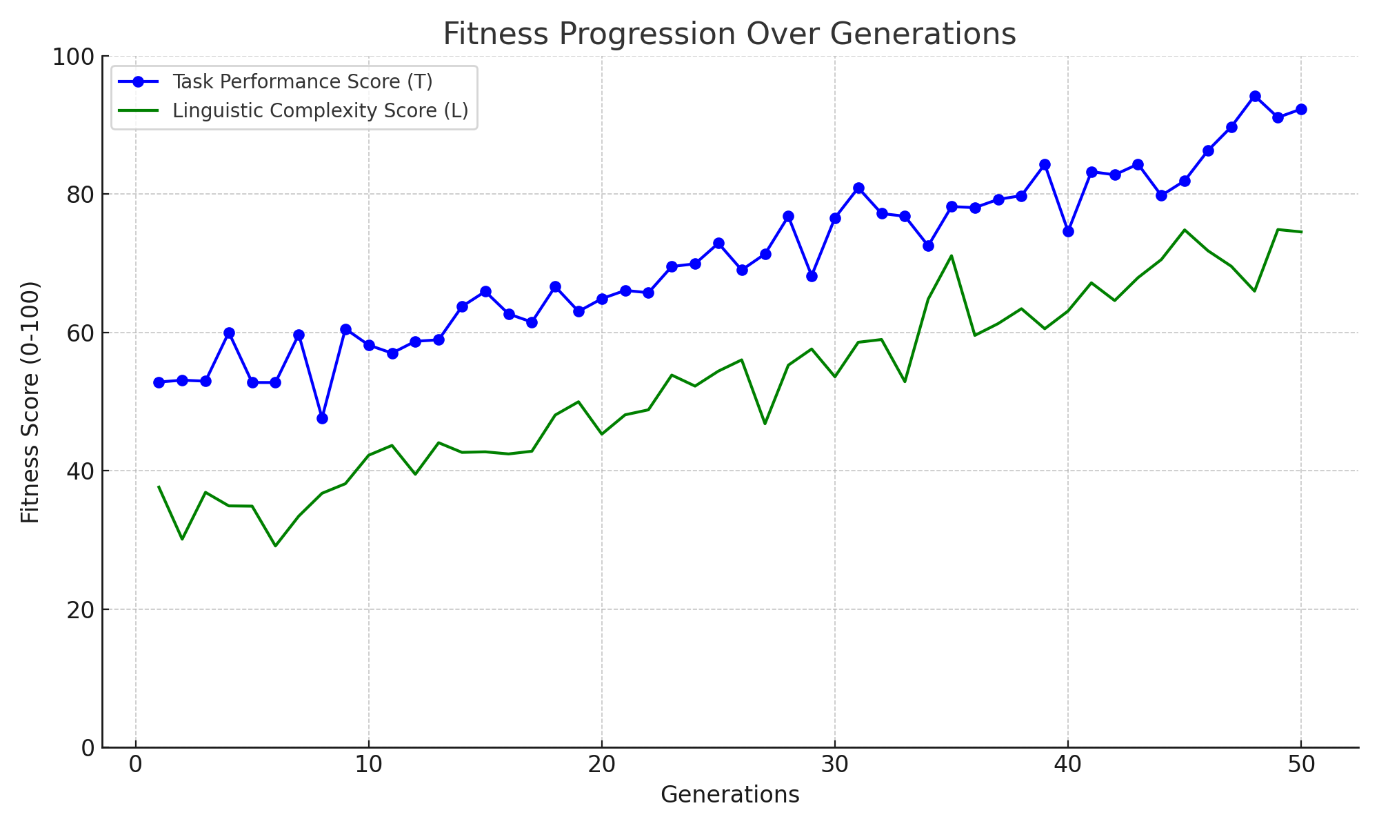 Fitness Progression Over Generations
100
80
60
40
20
0
Fitness Score (0-100)
Task Performance Score (T)
Linguistic Complexity Score (L)
0 10 20 30 40 50
Generations